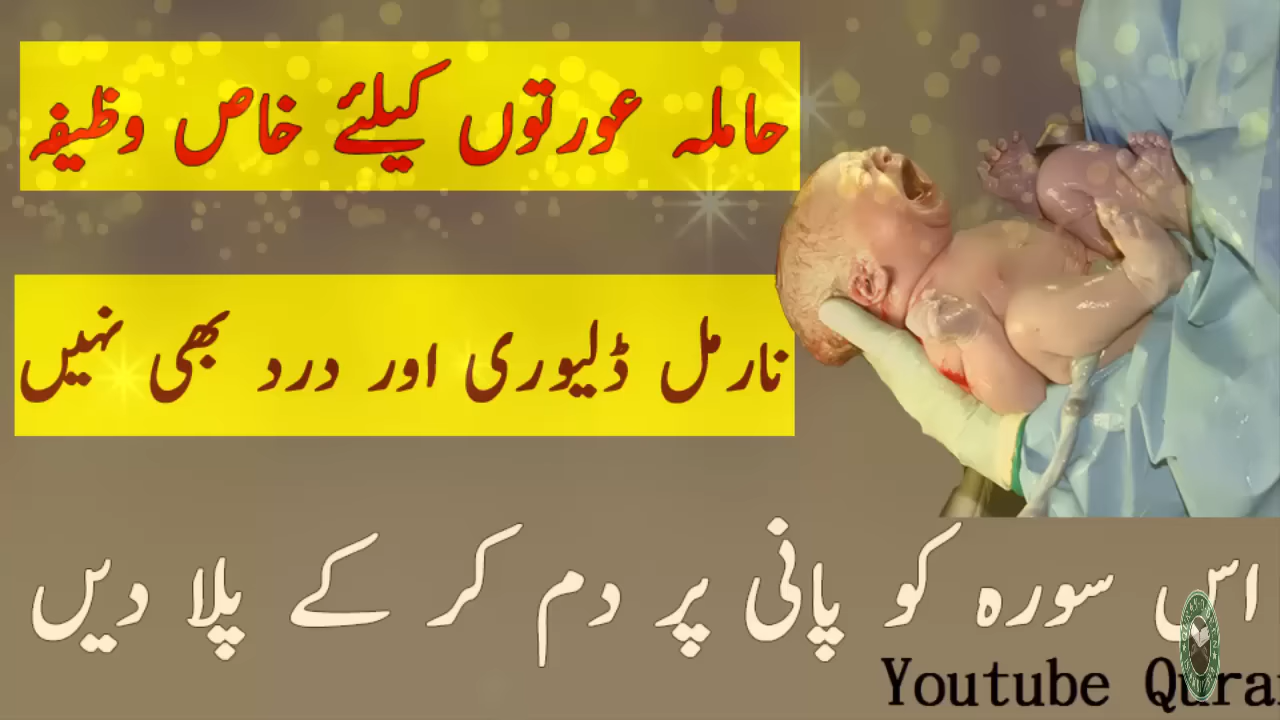 حاملہ عورتوں کیلئے خاص وظیفہ
نارمل ڈلیوری اور درد بھی نہیں
اس سورہ کو پانی پر دم کر کے پلا دیں
Youtube